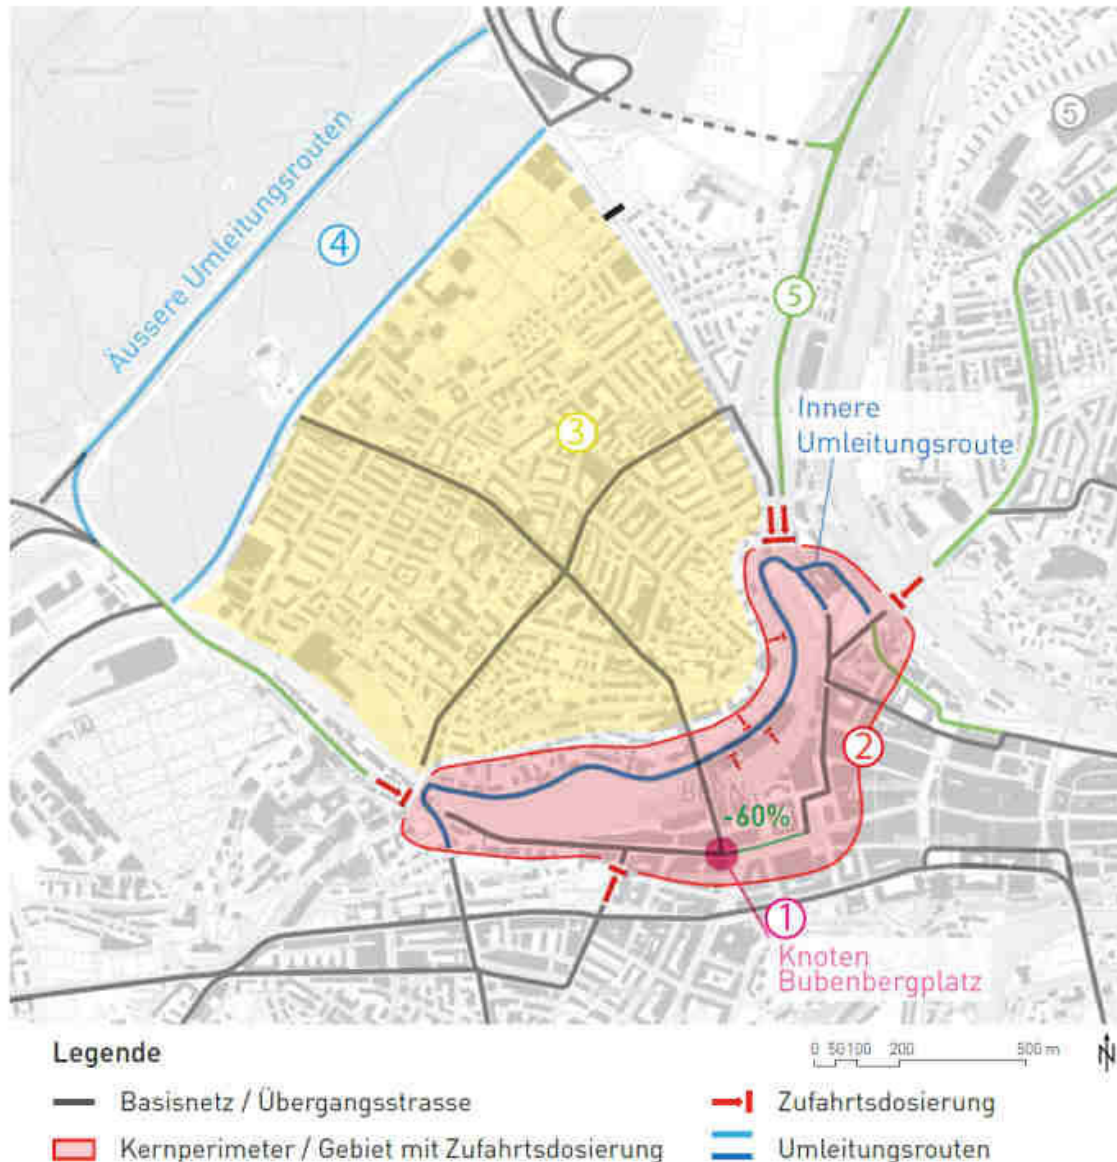 Äussere Umleitungsrouten
4
5
5
3
Innere
Umleitungsroute
2
-60%
1
Knoten
Bubenbergplatz
Legende
0 50 100 200 500 m
N
Basisnetz / Übergangsstrasse
Zufahrtsdosierung
Kernperimeter / Gebiet mit Zufahrtsdosierung
Umleitungsrouten